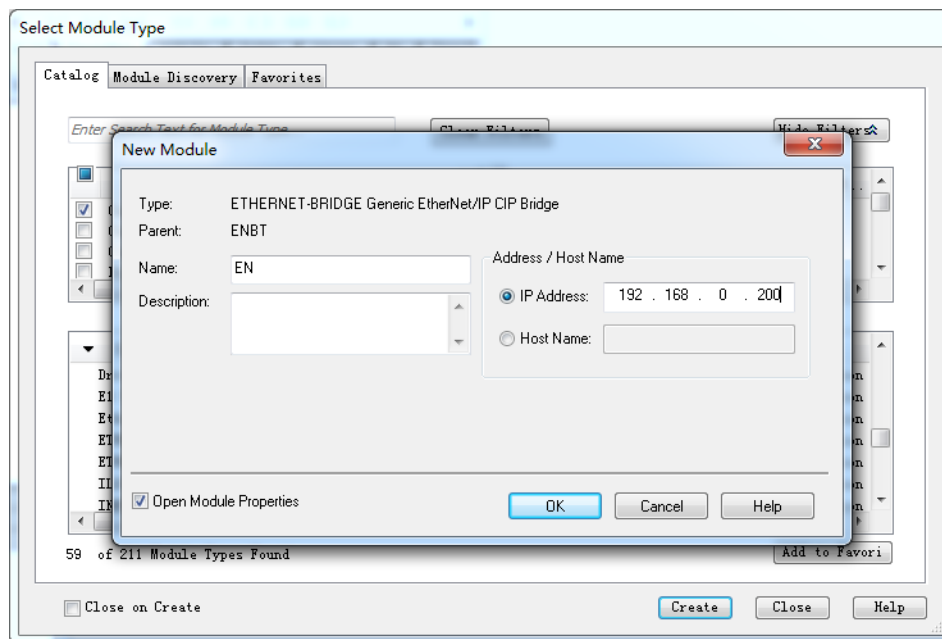 Select Module Type
Catalog Module Discovery Favorites
Enter Search Text for Module Type
Clear Filters
Hide Filters
New Module
Type: ETHERNET-BRIDGE Generic EtherNet/IP CIP Bridge
Parent: ENBT
Name: EN
Description:
Address / Host Name
IP Address: 192 . 168 . 0 . 200
Host Name:
Open Module Properties
OK Cancel Help
59 of 211 Module Types Found
Add to Favori
Close on Create
Create Close Help